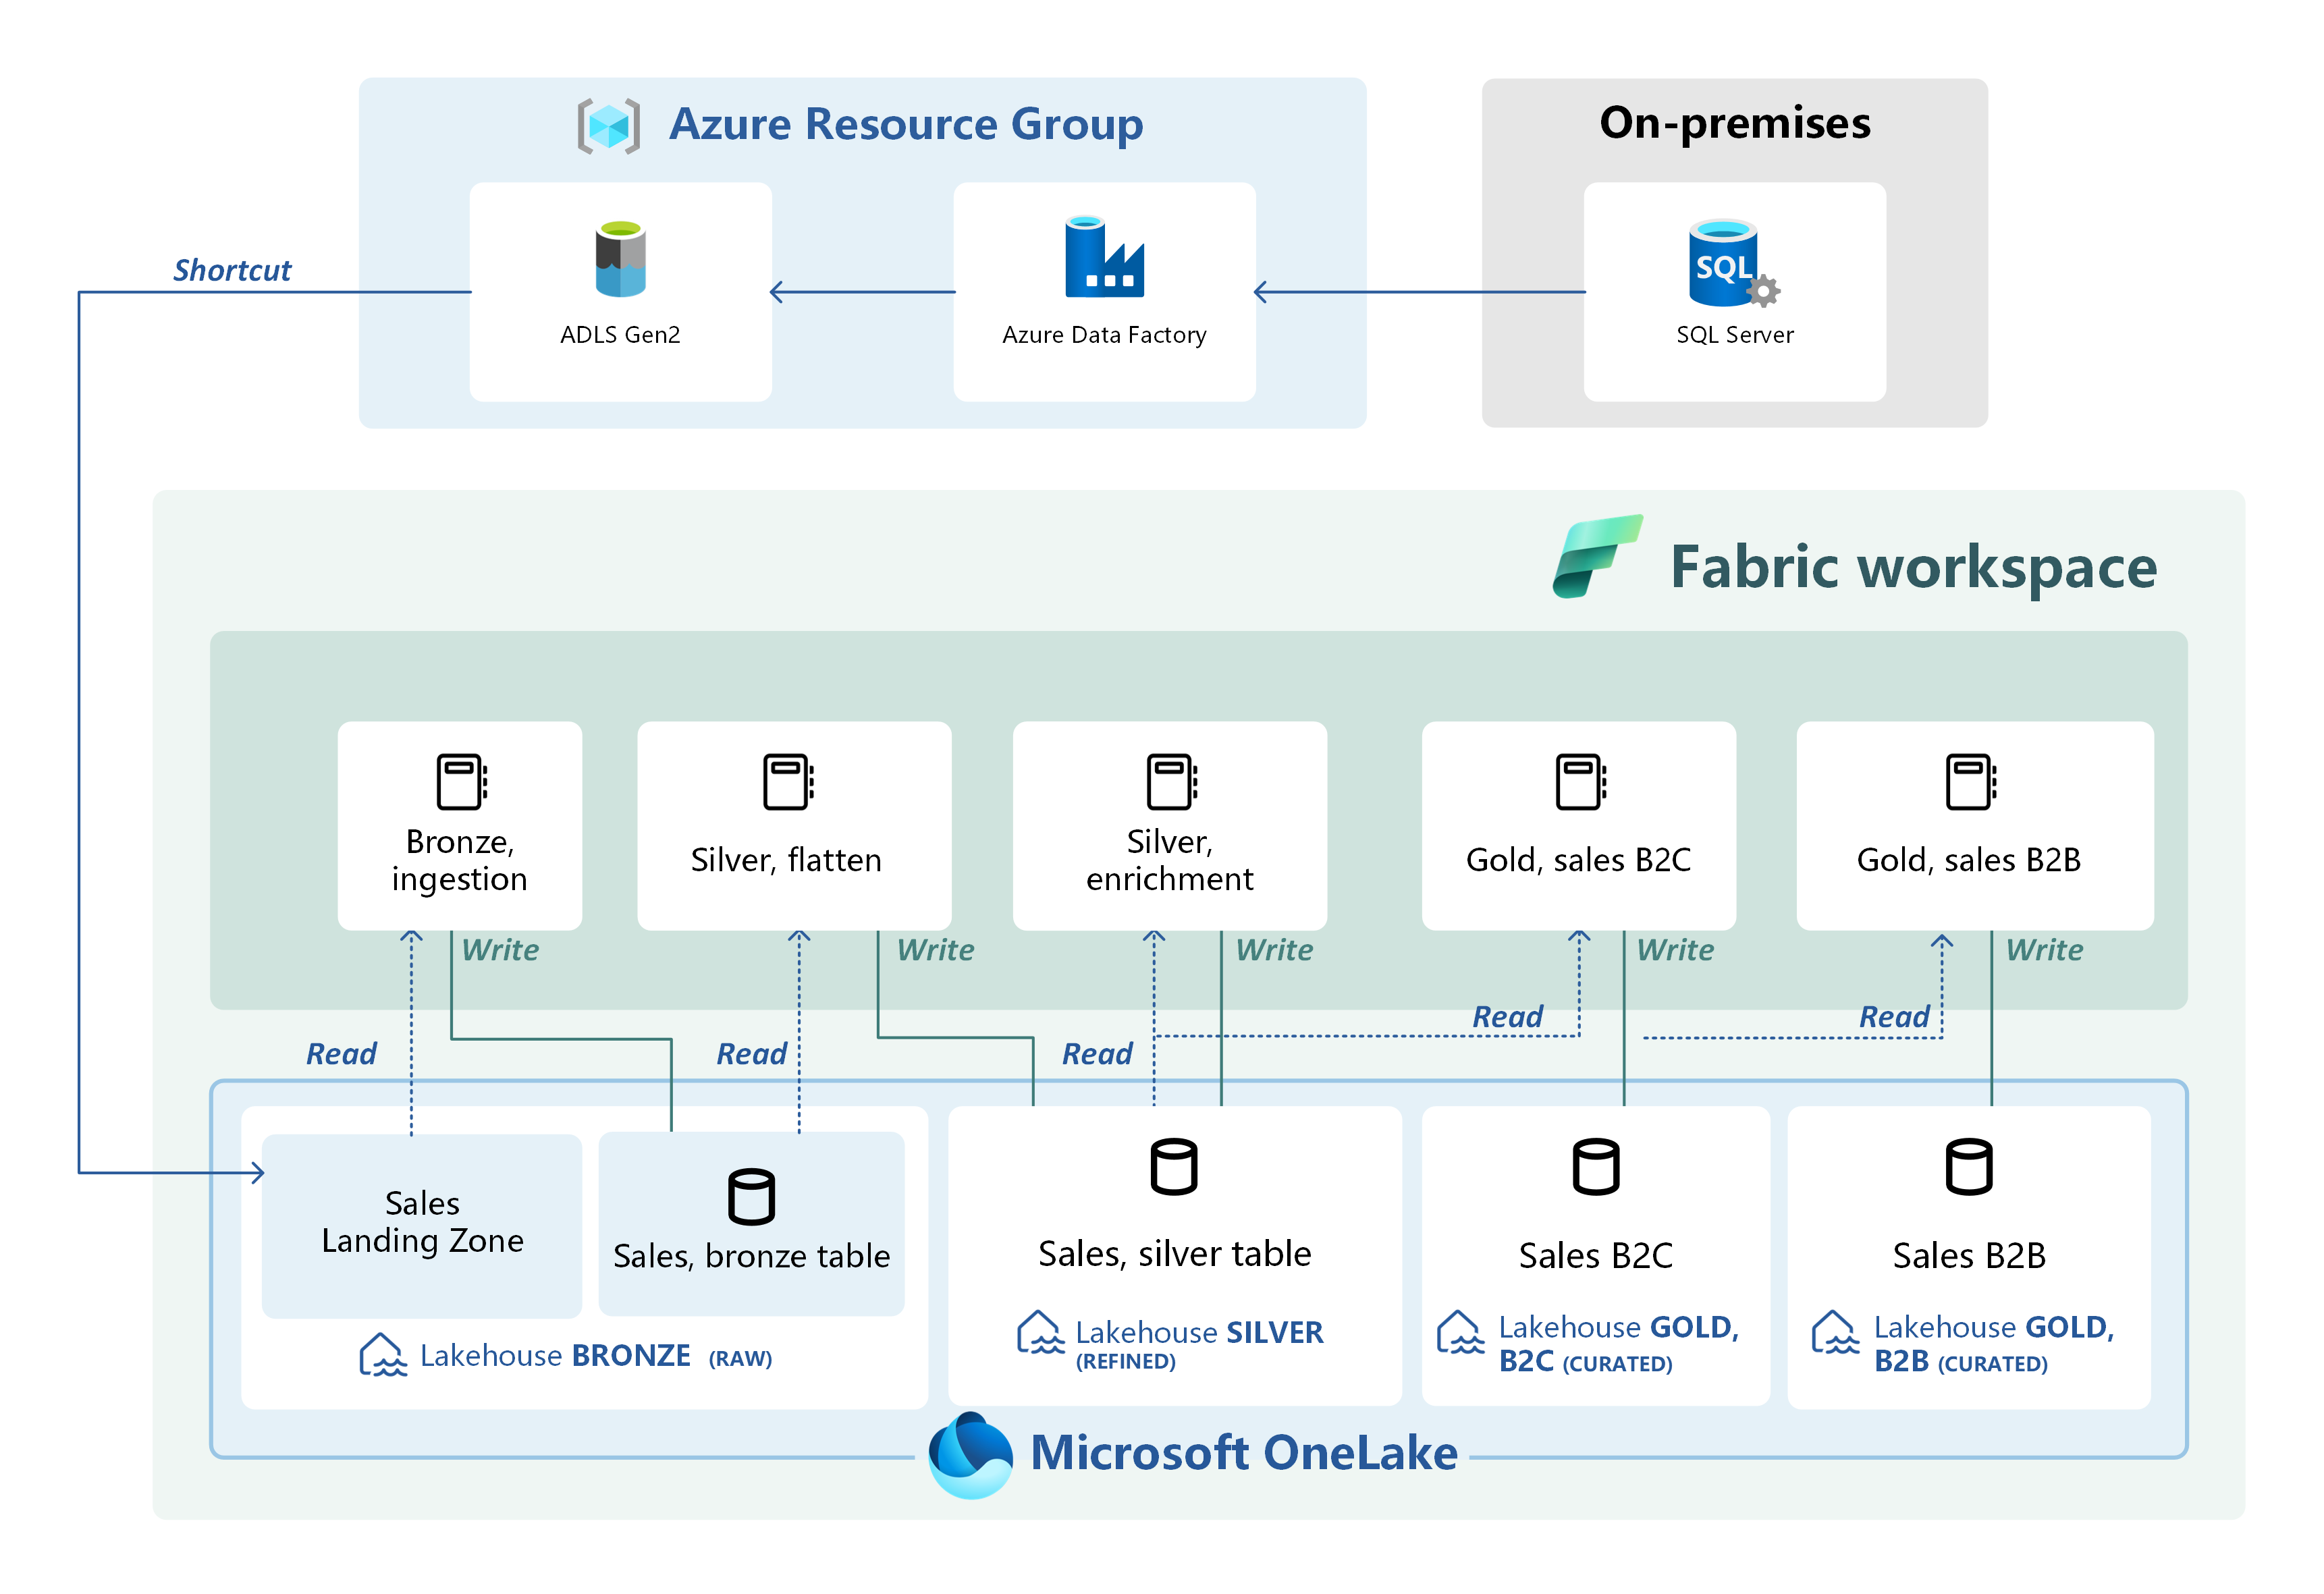 Azure Resource Group
On-premises
SQL
Shortcut
ADLS Gen2
Azure Data Factory
SQL Server
Fabric workspace
Bronze,
ingestion
Silver, flatten
Silver,
enrichment
Gold, sales B2C
Gold, sales B2B
Write
Write
Write
Write
Write
Read
Read
Read
Read
Read
Sales
Landing Zone
Sales, bronze table
Lakehouse BRONZE (RAW)
Sales, silver table
Lakehouse SILVER
(REFINED)
Sales B2C
Lakehouse GOLD,
B2C (CURATED)
Sales B2B
Lakehouse GOLD,
B2B (CURATED)
Microsoft OneLake